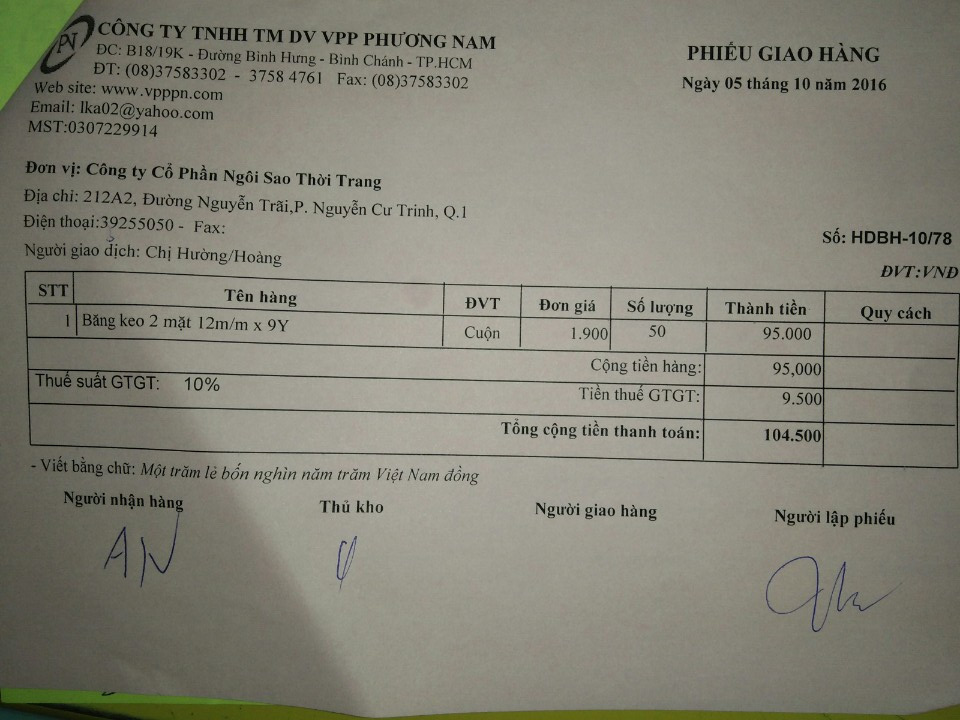 PN
CÔNG TY TNHH TM DV VPP PHƯƠNG NAM
ĐC: B18/19K - Đường Bình Hưng - Bình Chánh - TP.HCM
ĐT: (08)37583302 - 3758 4761 Fax: (08)37583302
Web site: www.vpppn.com
Email: lka02@yahoo.com
MST:0307229914
PHIẾU GIAO HÀNG
Ngày 05 tháng 10 năm 2016
Đơn vị: Công ty Cổ Phần Ngôi Sao Thời Trang
Địa chỉ: 212A2, Đường Nguyễn Trãi,P. Nguyễn Cư Trinh, Q.1
Điện thoại:39255050 - Fax:
Người giao dịch: Chị Hường/Hoàng
Số: HDBH-10/78
ĐVT:VNĐ
STT Tên hàng ĐVT Đơn giá Số lượng Thành tiền Quy cách
1 Băng keo 2 mặt 12m/m x 9Y Cuộn 1.900 50 95.000
Cộng tiền hàng: 95,000
Thuế suất GTGT: 10% Tiền thuế GTGT: 9.500
Tổng cộng tiền thanh toán: 104.500
- Viết bằng chữ: Một trăm lẻ bốn nghìn năm trăm Việt Nam đồng
Người nhận hàng Thủ kho Người giao hàng Người lập phiếu
AN